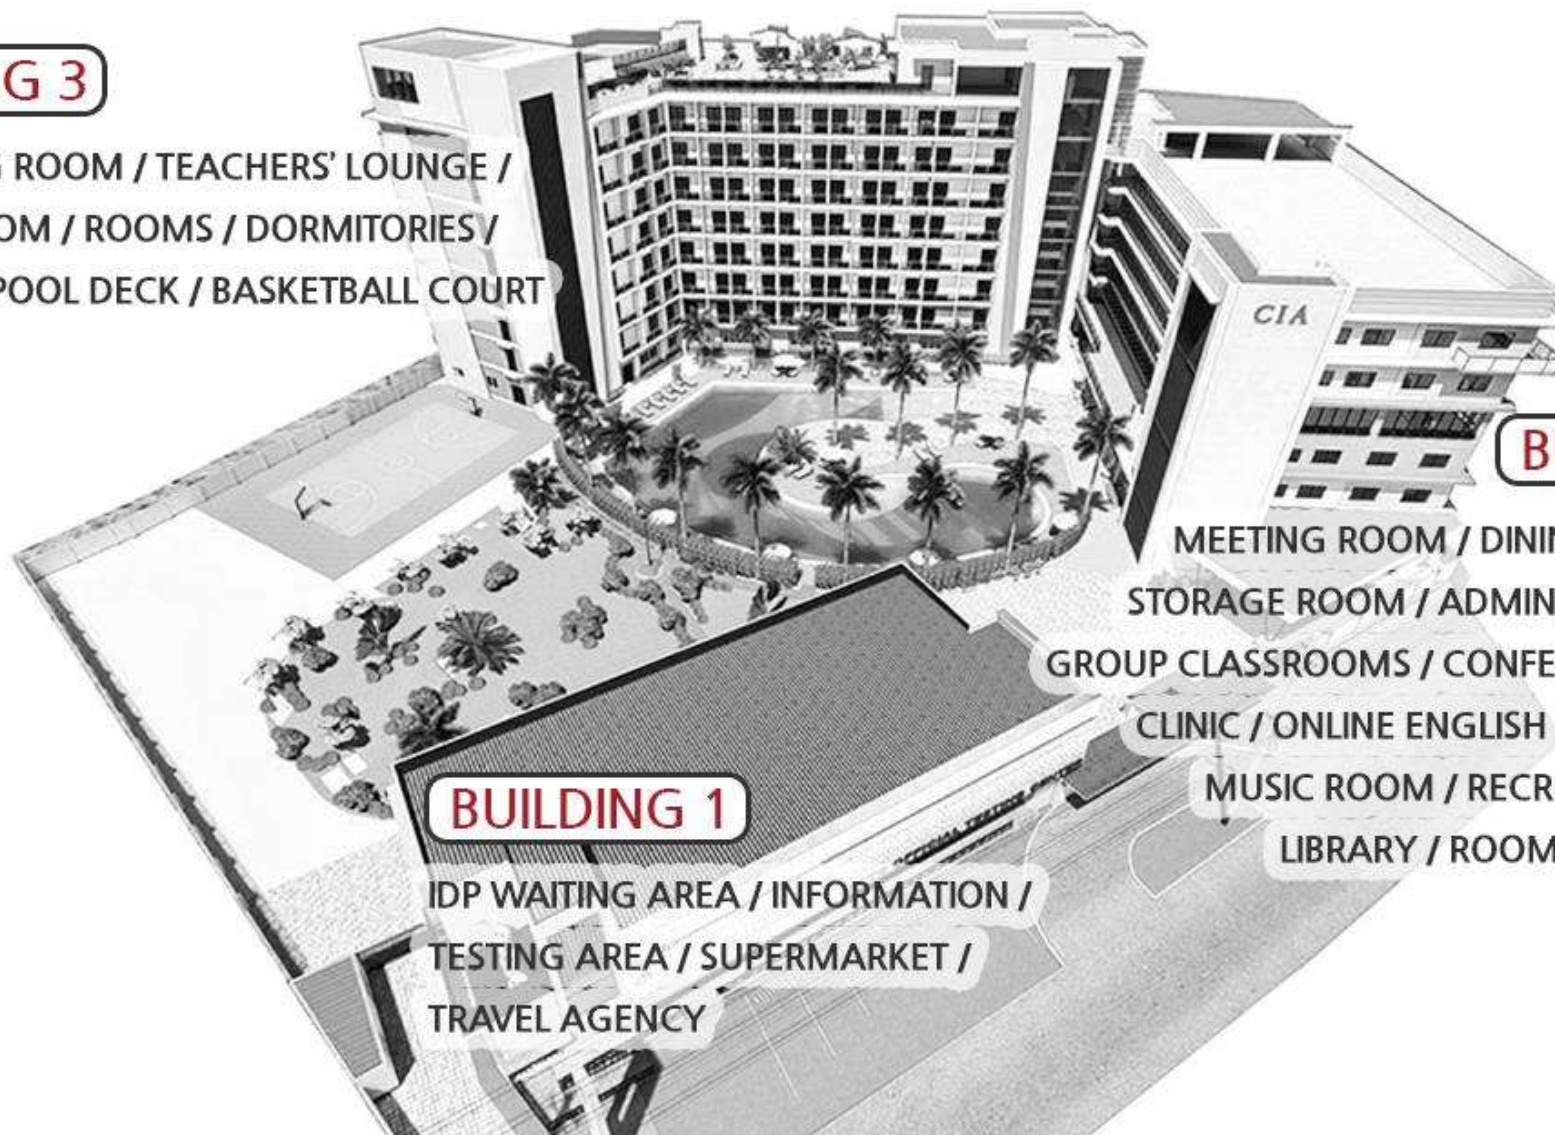 G 3
ROOM / TEACHERS' LOUNGE /
OM / ROOMS / DORMITORIES /
POOL DECK / BASKETBALL COURT
CIA
B
MEETING ROOM / DININ
STORAGE ROOM / ADMIN
GROUP CLASSROOMS / CONFE
CLINIC / ONLINE ENGLISH
MUSIC ROOM / RECR
LIBRARY / ROOM
BUILDING 1
TESTING
IDP WAITING AREA / INFORMATION /
TESTING AREA / SUPERMARKET /
TRAVEL AGENCY